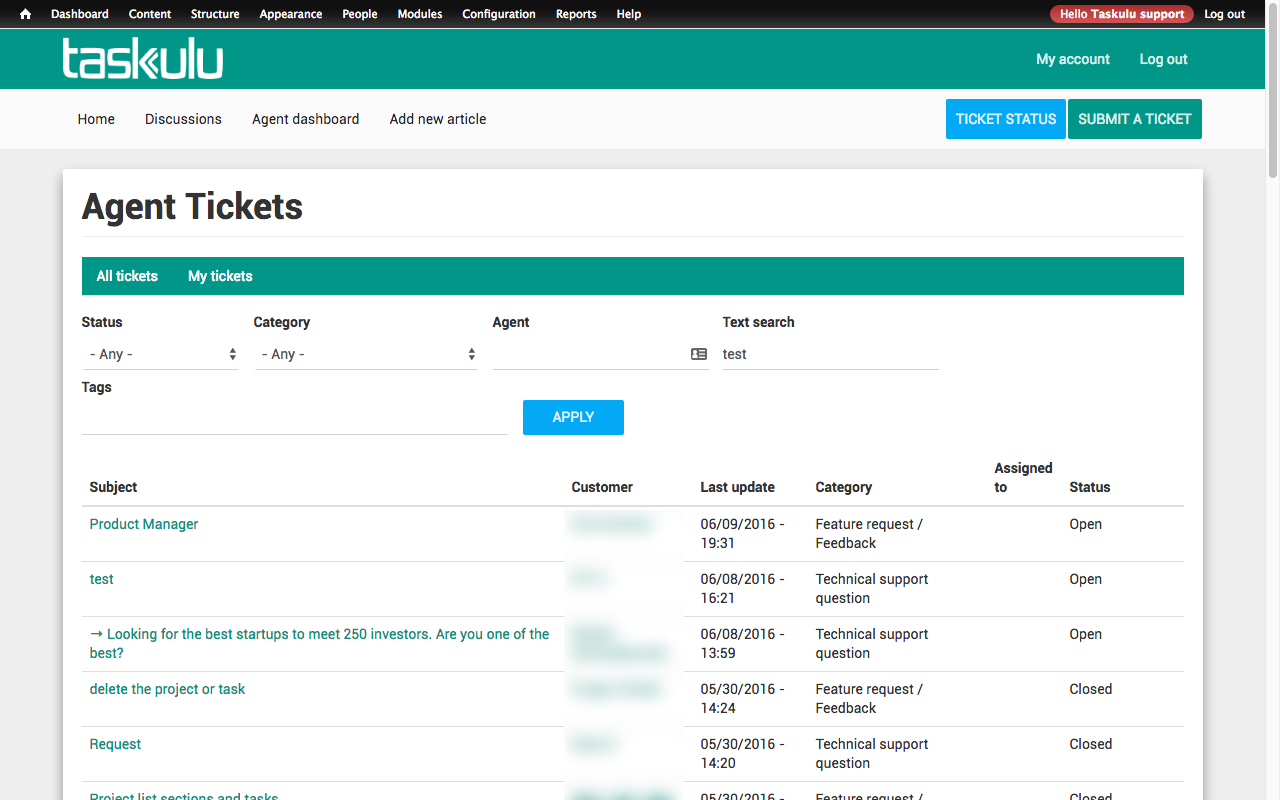 Dashboard Content Structure Appearance People Modules Configuration Reports Help Hello Taskulu support Log out
taskulu My account Log out
Home Discussions Agent dashboard Add new article TICKET STATUS SUBMIT A TICKET
Agent Tickets
All tickets My tickets
Status Category Agent Text search
- Any - - Any - test
Tags
APPLY
Subject Customer Last update Category Assigned to Status
Product Manager 06/09/2016 - 19:31 Feature request / Feedback Open
test 06/08/2016 - 16:21 Technical support question Open
→ Looking for the best startups to meet 250 investors. Are you one of the best? 06/08/2016 - 13:59 Technical support question Open
delete the project or task 05/30/2016 - 14:24 Feature request / Feedback Closed
Request 05/30/2016 - 14:20 Technical support question Closed
Project list sections and tasks 05/30/2016 - Feature request / Closed